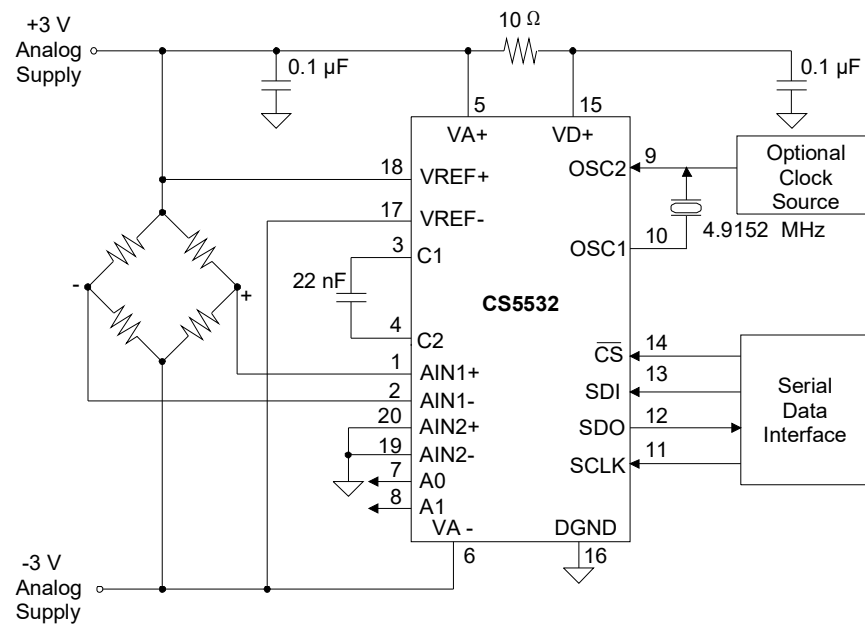 +3 V
Analog
Supply
10 Ω
0.1 µF
0.1 µF
5
15
VA+
VD+
18
VREF+
17
VREF-
3
C1
22 nF
4
C2
1
AIN1+
2
AIN1-
20
AIN2+
19
AIN2-
7
A0
8
A1
VA -
6
-
+
CS5532
OSC2
9
Optional
Clock
Source
4.9152 MHz
OSC1
10
CS
14
SDI
13
SDO
12
SCLK
11
Serial
Data
Interface
DGND
16
-3 V
Analog
Supply